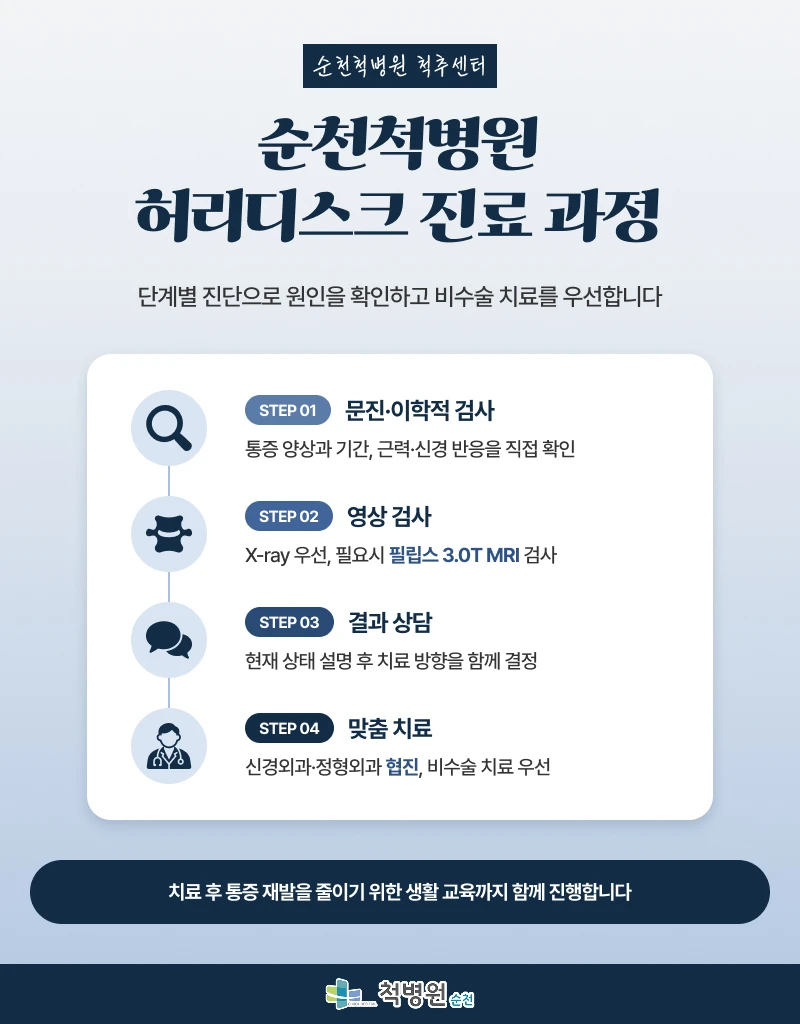 순천척병원 척추센터
순천척병원
허리디스크 진료 과정
단계별 진단으로 원인을 확인하고 비수술 치료를 우선합니다
STEP 01 문진·이학적 검사
통증 양상과 기간, 근력·신경 반응을 직접 확인
STEP 02 영상 검사
X-ray 우선, 필요시 필립스 3.0T MRI 검사
STEP 03 결과 상담
현재 상태 설명 후 치료 방향을 함께 결정
STEP 04 맞춤 치료
신경외과·정형외과 협진, 비수술 치료 우선
치료 후 통증 재발을 줄이기 위한 생활 교육까지 함께 진행합니다
척병원 순천